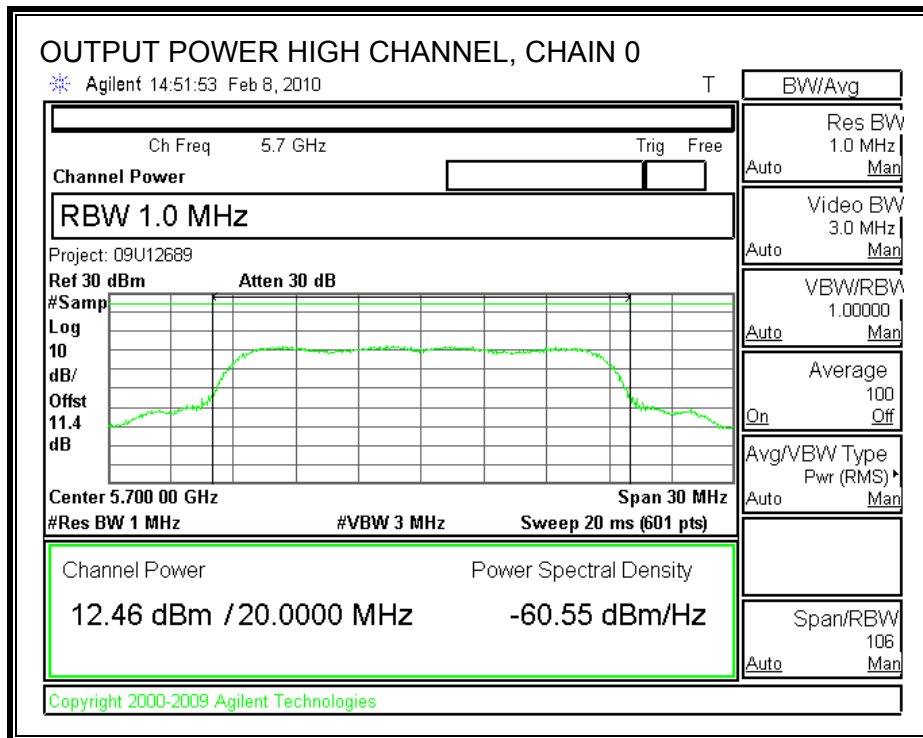 OUTPUT POWER HIGH CHANNEL, CHAIN 0
Agilent 14:51:53 Feb 8, 2010 T
Ch Freq 5.7 GHz Trig Free
Channel Power
RBW 1.0 MHz
Project: 09U12689
Ref 30 dBm Atten 30 dB
#Samp
Log
10
dB/
Offst
11.4
dB
Center 5.700 00 GHz Span 30 MHz
#Res BW 1 MHz #VBW 3 MHz Sweep 20 ms (601 pts)
Channel Power Power Spectral Density
12.46 dBm / 20.0000 MHz -60.55 dBm/Hz
Copyright 2000-2009 Agilent Technologies
BW/Avg
Res BW
1.0 MHz
Auto Man
Video BW
3.0 MHz
Auto Man
VBW/RBW
1.00000
Auto Man
Average
100
On Off
Avg/VBW Type
Pwr (RMS)
Auto Man
Span/RBW
106
Auto Man